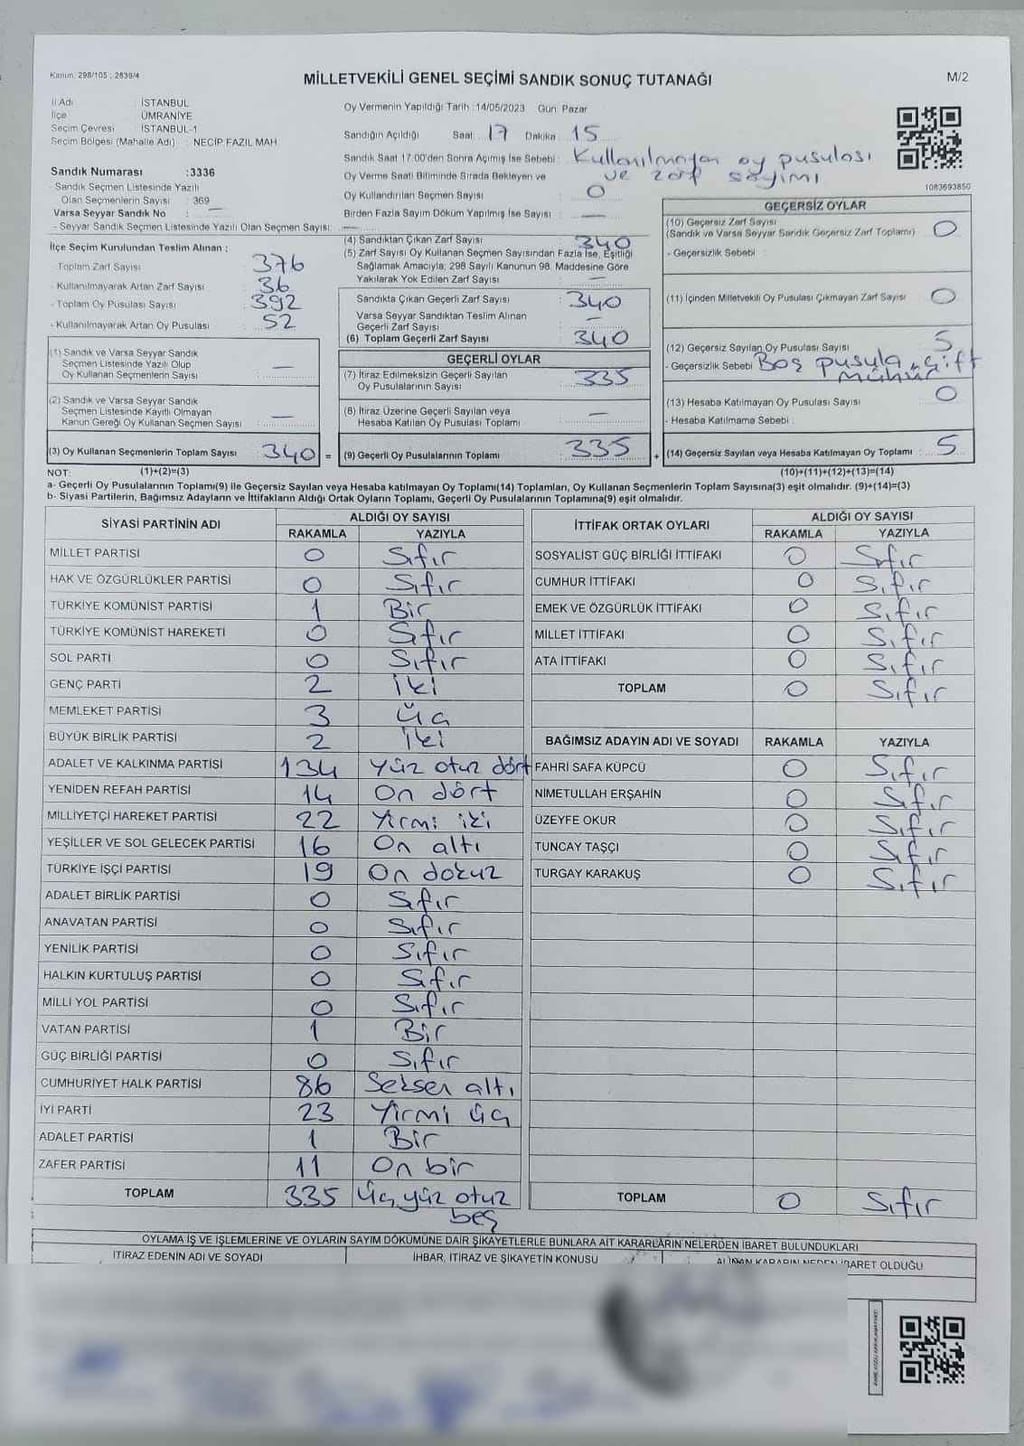 Kanun: 298/105 ; 2839/4
MİLLETVEKİLİ GENEL SEÇİMİ SANDIK SONUÇ TUTANAĞI
M/2
İl Adı : İSTANBUL
İlçe : ÜMRANİYE
Seçim Çevresi : İSTANBUL-1
Seçim Bölgesi (Mahalle Adı) : NECİP FAZIL MAH.
Sandık Numarası :3336
- Sandık Seçmen Listesinde Yazılı
Olan Seçmenlerin Sayısı : 369
Varsa Seyyar Sandık No : —
- Seyyar Sandık Seçmen Listesinde Yazılı Olan Seçmen Sayısı: —
Oy Vermenin Yapıldığı Tarih :14/05/2023 Gün: Pazar
Sandığın Açıldığı Saat : 17 Dakika : 15
Sandık Saat 17.00'den Sonra Açımış İse Sebebi : Kullanılmayan oy pusulası
ve zarf sayımı
Oy Verme Saati Bitiminde Sırada Bekleyen ve
Oy Kullandırılan Seçmen Sayısı : 0
Birden Fazla Sayım Döküm Yapılmış İse Sayısı : —
1083693850
İlçe Seçim Kurulundan Teslim Alınan :
- Toplam Zarf Sayısı : 376
- Kullanılmayarak Artan Zarf Sayısı : 36
- Toplam Oy Pusulası Sayısı : 392
- Kullanılmayarak Artan Oy Pusulası : 52
(1) Sandık ve Varsa Seyyar Sandık
Seçmen Listesinde Yazılı Olup
Oy Kullanan Seçmenlerin Sayısı : —
(2) Sandık ve Varsa Seyyar Sandık
Seçmen Listesinde Kayıtlı Olmayan
Kanun Gereği Oy Kullanan Seçmen Sayısı : —
(3) Oy Kullanan Seçmenlerin Toplam Sayısı : 340 =
(4) Sandıktan Çıkan Zarf Sayısı : 340
(5) Zarf Sayısı Oy Kullanan Seçmen Sayısından Fazla İse, Eşitliği
Sağlamak Amacıyla; 298 Sayılı Kanunun 98. Maddesine Göre
Yakılarak Yok Edilen Zarf Sayısı : —
Sandıkta Çıkan Geçerli Zarf Sayısı : 340
Varsa Seyyar Sandıktan Teslim Alınan
Geçerli Zarf Sayısı : —
(6) Toplam Geçerli Zarf Sayısı : 340
GEÇERLİ OYLAR
(7) İtiraz Edilmeksizin Geçerli Sayılan
Oy Pusulalarının Sayısı : 335
(8) İtiraz Üzerine Geçerli Sayılan veya
Hesaba Katılan Oy Pusulası Toplamı : —
(9) Geçerli Oy Pusulalarının Toplamı : 335 +
GEÇERSİZ OYLAR
(10) Geçersiz Zarf Sayısı
(Sandık ve Varsa Seyyar Sandık Geçersiz Zarf Toplamı) : 0
- Geçersizlik Sebebi :
(11) İçinden Milletvekili Oy Pusulası Çıkmayan Zarf Sayısı : 0
(12) Geçersiz Sayılan Oy Pusulası Sayısı : 5
- Geçersizlik Sebebi : Boş pusula, çift
mühür
(13) Hesaba Katılmayan Oy Pusulası Sayısı : 0
- Hesaba Katılmama Sebebi :
(14) Geçersiz Sayılan veya Hesaba Katılmayan Oy Toplamı : 5
NOT: (1)+(2)=(3)
(10)+(11)+(12)+(13)=(14)
a- Geçerli Oy Pusulalarının Toplamı(9) ile Geçersiz Sayılan veya Hesaba katılmayan Oy Toplamı(14) Toplamları, Oy Kullanan Seçmenlerin Toplam Sayısına(3) eşit olmalıdır. (9)+(14)=(3)
b- Siyasi Partilerin, Bağımsız Adayların ve İttifakların Aldığı Ortak Oyların Toplamı, Geçerli Oy Pusulalarının Toplamına(9) eşit olmalıdır.
SİYASİ PARTİNİN ADI ALDIĞI OY SAYISI
RAKAMLA YAZIYLA
MİLLET PARTİSİ 0 Sıfır
HAK VE ÖZGÜRLÜKLER PARTİSİ 0 Sıfır
TÜRKİYE KOMÜNİST PARTİSİ 1 Bir
TÜRKİYE KOMÜNİST HAREKETİ 0 Sıfır
SOL PARTİ 0 Sıfır
GENÇ PARTİ 2 İki
MEMLEKET PARTİSİ 3 Üç
BÜYÜK BİRLİK PARTİSİ 2 İki
ADALET VE KALKINMA PARTİSİ 134 Yüz otuz dört
YENİDEN REFAH PARTİSİ 14 On dört
MİLLİYETÇİ HAREKET PARTİSİ 22 Yirmi iki
YEŞİLLER VE SOL GELECEK PARTİSİ 16 On altı
TÜRKİYE İŞÇİ PARTİSİ 19 On dokuz
ADALET BİRLİK PARTİSİ 0 Sıfır
ANAVATAN PARTİSİ 0 Sıfır
YENİLİK PARTİSİ 0 Sıfır
HALKIN KURTULUŞ PARTİSİ 0 Sıfır
MİLLİ YOL PARTİSİ 0 Sıfır
VATAN PARTİSİ 1 Bir
GÜÇ BİRLİĞİ PARTİSİ 0 Sıfır
CUMHURİYET HALK PARTİSİ 86 Seksen altı
İYİ PARTİ 23 Yirmi üç
ADALET PARTİSİ 1 Bir
ZAFER PARTİSİ 11 On bir
TOPLAM 335 Üçyüz otuz
beş
İTTİFAK ORTAK OYLARI ALDIĞI OY SAYISI
RAKAMLA YAZIYLA
SOSYALİST GÜÇ BİRLİĞİ İTTİFAKI 0 Sıfır
CUMHUR İTTİFAKI 0 Sıfır
EMEK VE ÖZGÜRLÜK İTTİFAKI 0 Sıfır
MİLLET İTTİFAKI 0 Sıfır
ATA İTTİFAKI 0 Sıfır
TOPLAM 0 Sıfır
BAĞIMSIZ ADAYIN ADI VE SOYADI RAKAMLA YAZIYLA
FAHRİ SAFA KÜPCÜ 0 Sıfır
NİMETULLAH ERŞAHİN 0 Sıfır
ÜZEYFE OKUR 0 Sıfır
TUNCAY TAŞÇI 0 Sıfır
TURGAY KARAKUŞ 0 Sıfır
TOPLAM 0 Sıfır
OYLAMA İŞ VE İŞLEMLERİNE VE OYLARIN SAYIM DÖKÜMÜNE DAİR ŞİKAYETLERLE BUNLARA AİT KARARLARIN NELERDEN İBARET BULUNDUKLARI
İTİRAZ EDENİN ADI VE SOYADI İHBAR, İTİRAZ VE ŞİKAYETİN KONUSU ALINAN KARARIN NEDEN İBARET OLDUĞU